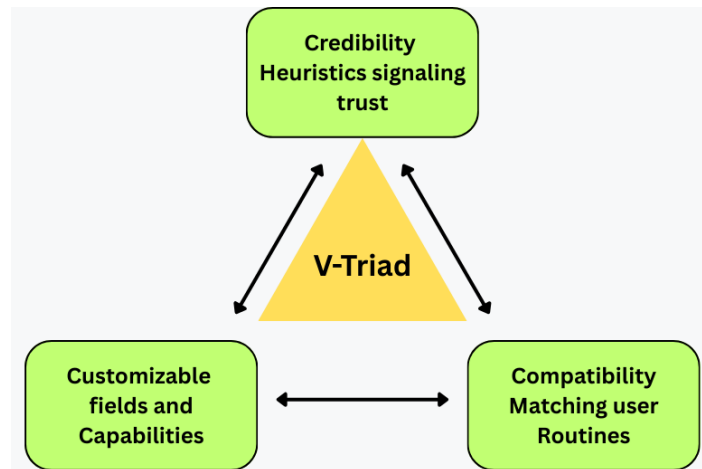 Credibility
Heuristics signaling
trust
V-Triad
Customizable
fields and
Capabilities
Compatibility
Matching user
Routines